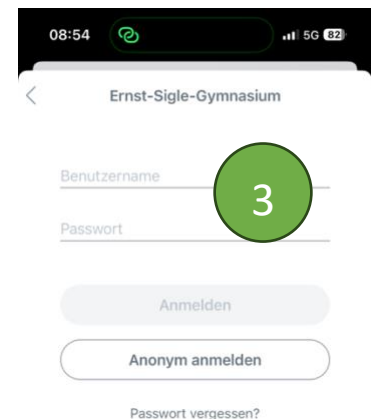 08:54 5G 82
Ernst-Sigle-Gymnasium
Benutzername
3
Passwort
Anmelden
Anonym anmelden
Passwort vergessen?